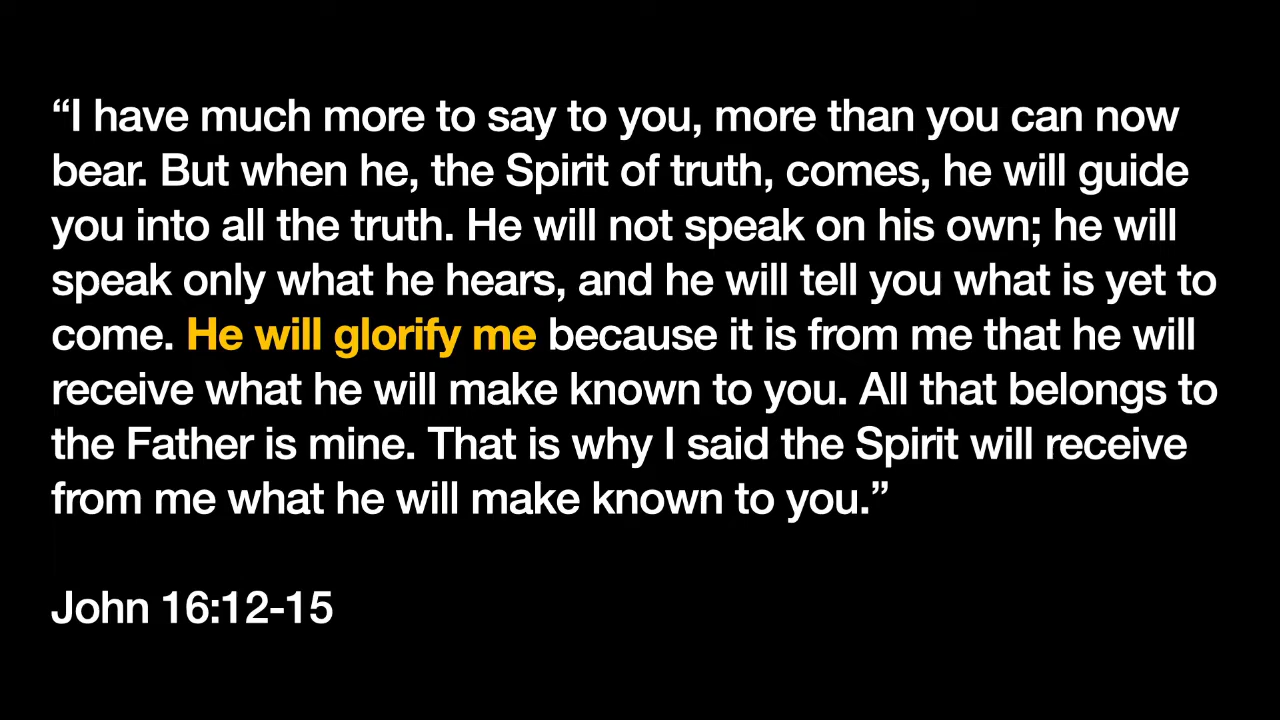 “I have much more to say to you, more than you can now
bear. But when he, the Spirit of truth, comes, he will guide
you into all the truth. He will not speak on his own; he will
speak only what he hears, and he will tell you what is yet to
come. He will glorify me because it is from me that he will
receive what he will make known to you. All that belongs to
the Father is mine. That is why I said the Spirit will receive
from me what he will make known to you.”
John 16:12-15